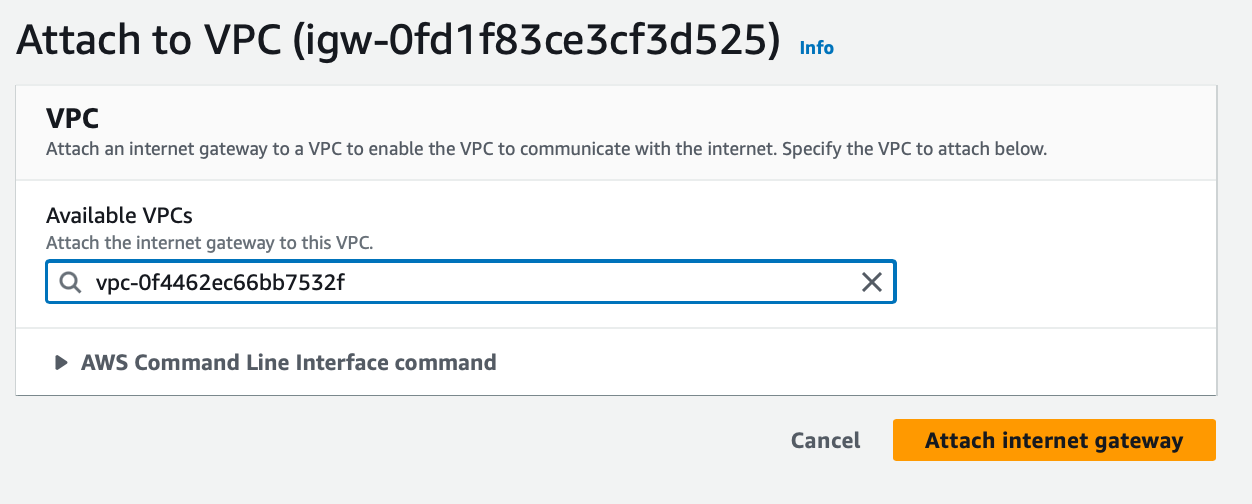 Attach to VPC (igw-0fd1f83ce3cf3d525) Info
VPC
Attach an internet gateway to a VPC to enable the VPC to communicate with the internet. Specify the VPC to attach below.
Available VPCs
Attach the internet gateway to this VPC.
vpc-0f4462ec66bb7532f
AWS Command Line Interface command
Cancel Attach internet gateway